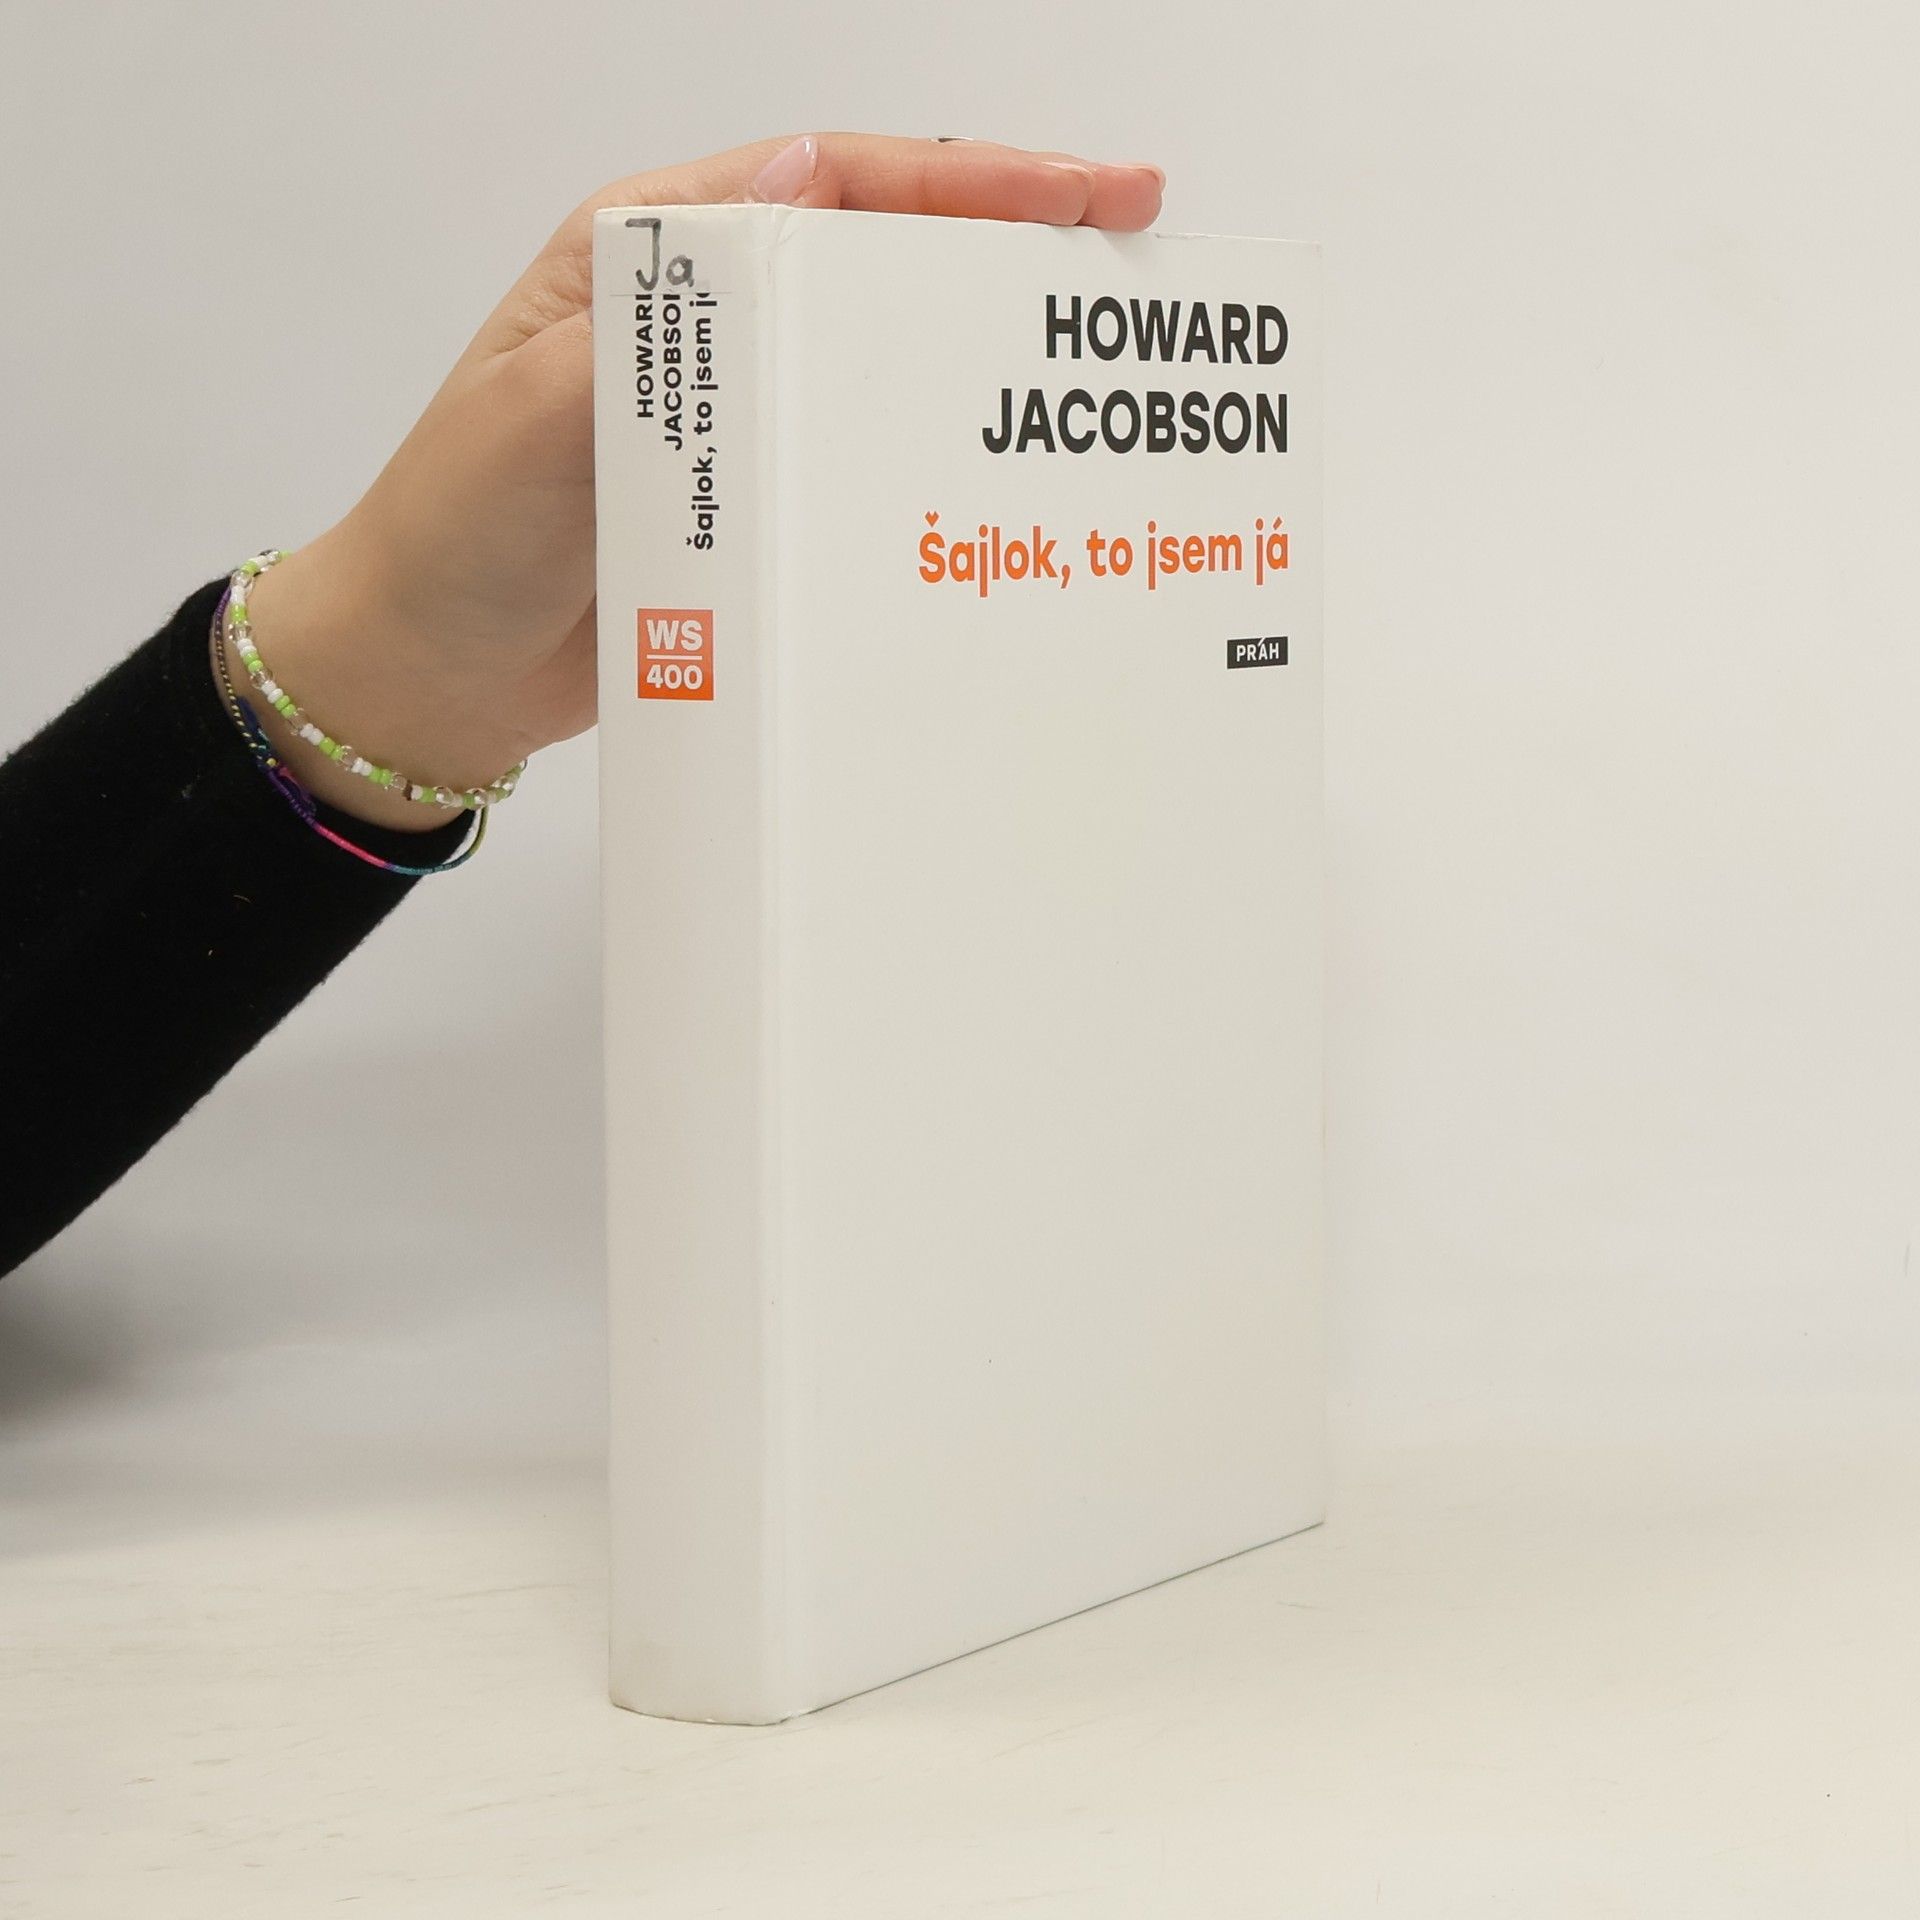 Ja
HOWARD
JACOBSON
Šajlok, to jsem já
WS
400
HOWARD
JACOBSON
Šajlok, to jsem já
PRÁH